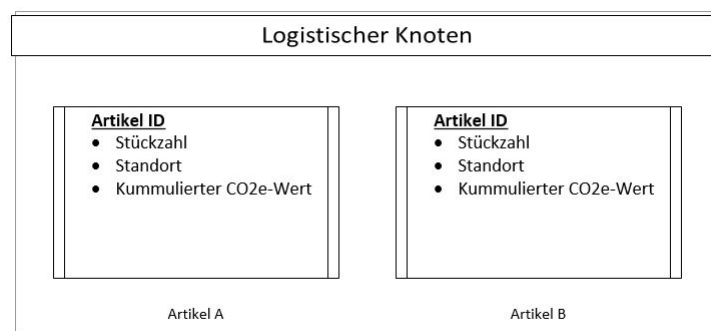 Logistischer Knoten
Artikel ID
• Stückzahl
• Standort
• Kummulierter CO2e-Wert
Artikel A
Artikel ID
• Stückzahl
• Standort
• Kummulierter CO2e-Wert
Artikel B